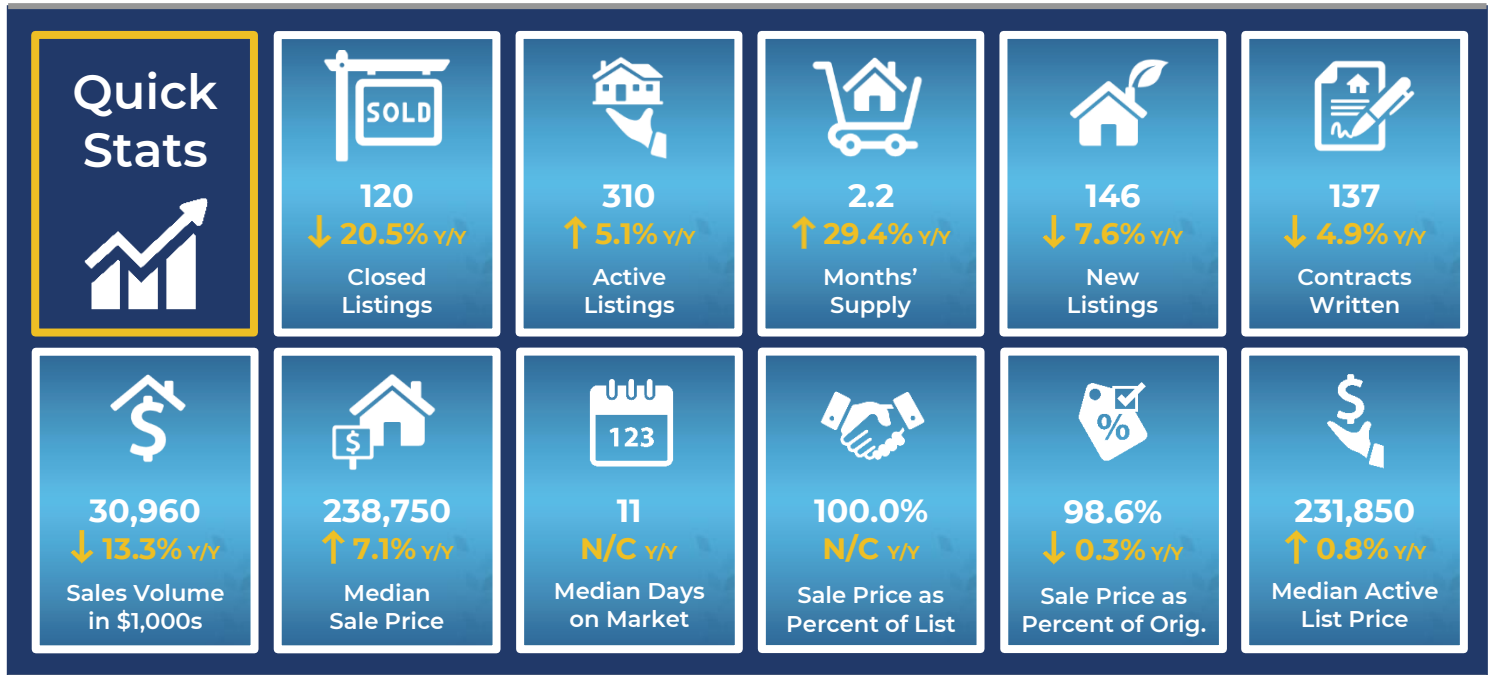 Quick
Stats
SOLD
120
↓ 20.5% Y/Y
Closed
Listings
310
↑ 5.1% Y/Y
Active
Listings
2.2
↑ 29.4% Y/Y
Months’
Supply
146
↓ 7.6% Y/Y
New
Listings
137
↓ 4.9% Y/Y
Contracts
Written
$
30,960
↓ 13.3% Y/Y
Sales Volume
in $1,000s
$
238,750
↑ 7.1% Y/Y
Median
Sale Price
123
11
N/C Y/Y
Median Days
on Market
100.0%
N/C Y/Y
Sale Price as
Percent of List
%
98.6%
↓ 0.3% Y/Y
Sale Price as
Percent of Orig.
$
231,850
↑ 0.8% Y/Y
Median Active
List Price